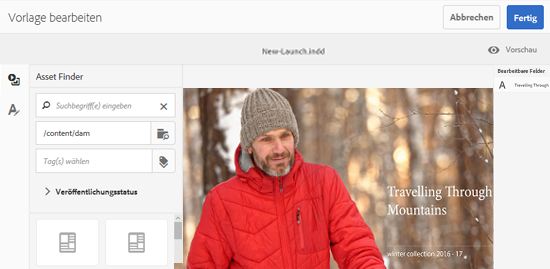 Vorlage bearbeiten
Abbrechen
Fertig
New-Launch.indd
Vorschau
Asset Finder
Suchbegriff(e) eingeben
/content/dam
Tag(s) wählen
Veröffentlichungsstatus
Travelling Through
Mountains
winter collection 2016 - 17
Bearbeitbare Felder
A Travelling Through